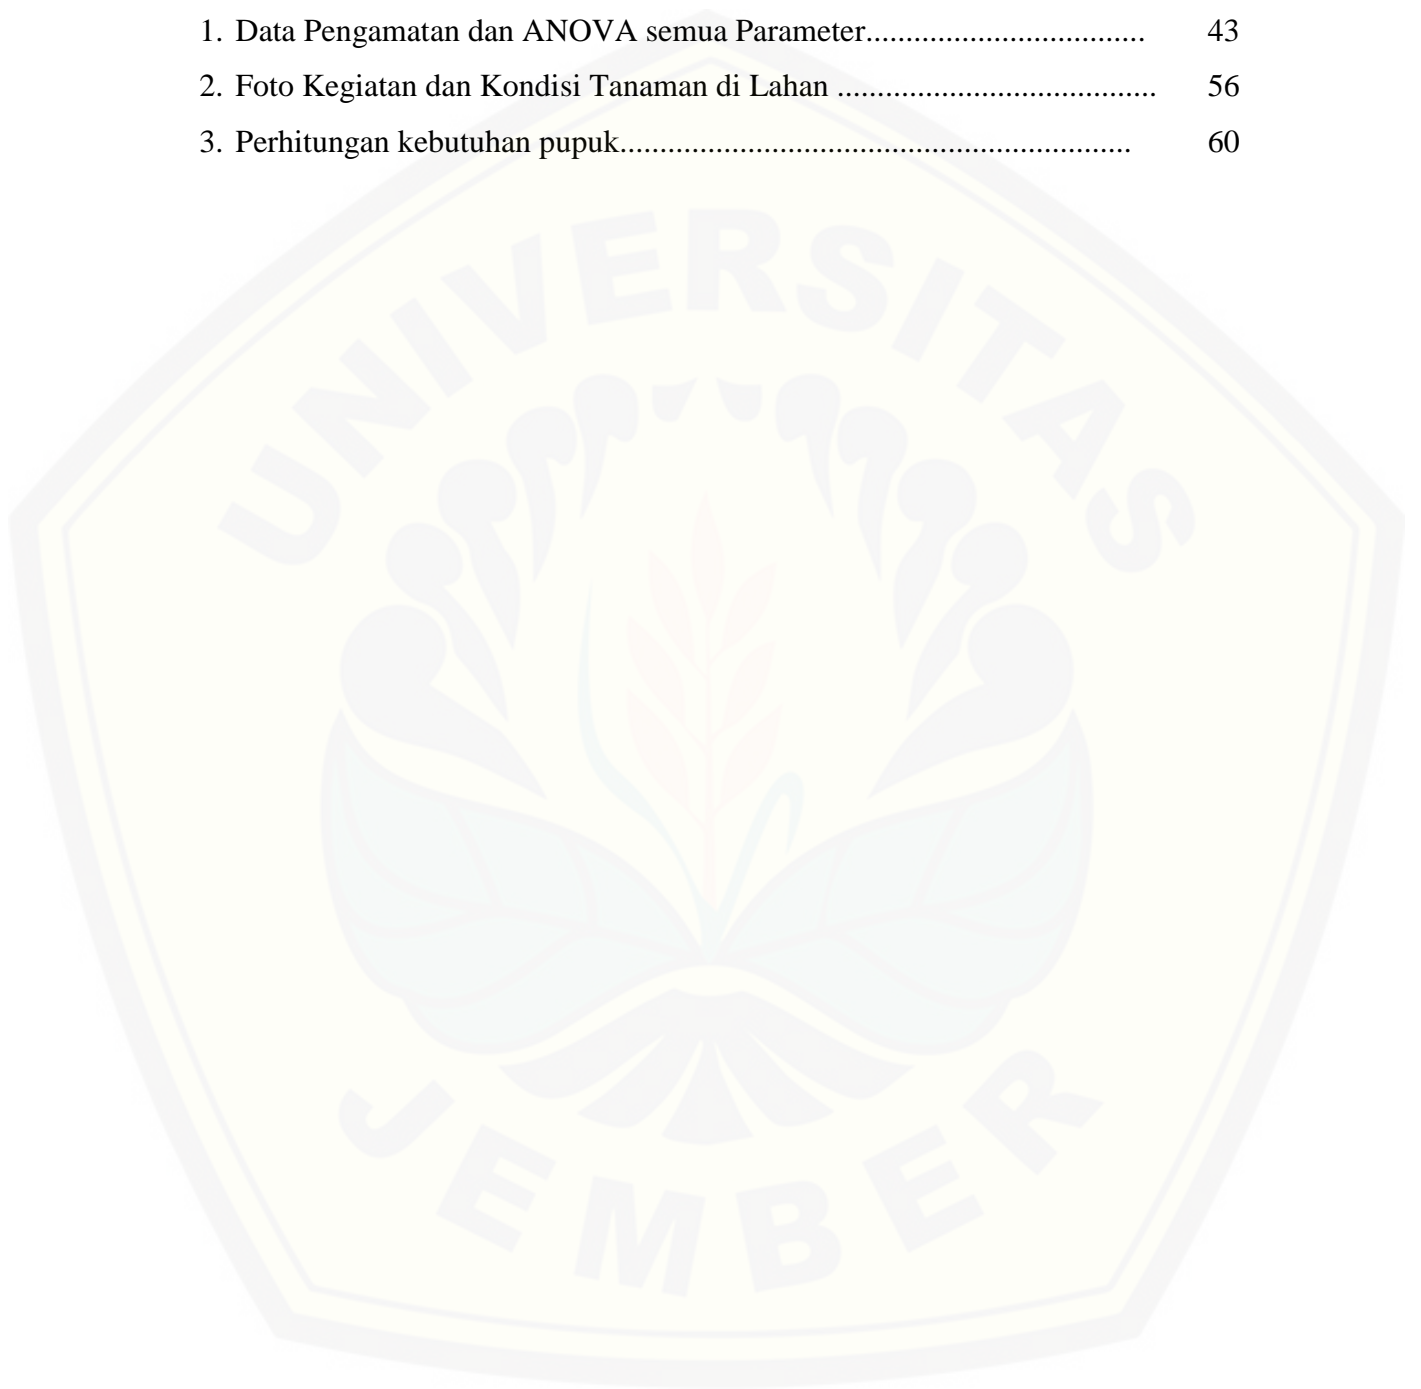 1. Data Pengamatan dan ANOVA semua Parameter.................................. 43
2. Foto Kegiatan dan Kondisi Tanaman di Lahan ....................................... 56
3. Perhitungan kebutuhan pupuk............................................................... 60
UNIVERSITAS
JEMBER